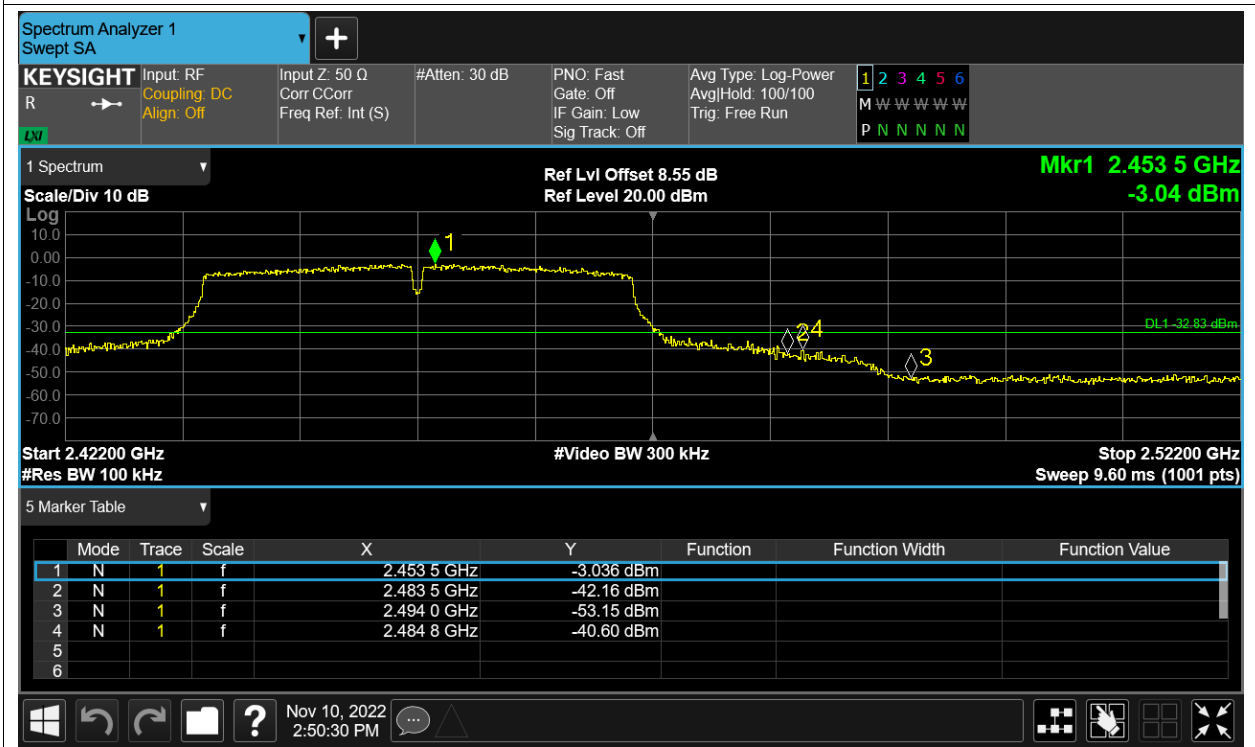 Spectrum Analyzer 1
Swept SA
KEYSIGHT Input: RF Input Z: 50 Ω #Atten: 30 dB PNO: Fast Avg Type: Log-Power 1 2 3 4 5 6
R Coupling: DC Corr CCorr Gate: Off Avg|Hold: 100/100 M W W W W W
Align: Off Freq Ref: Int (S) IF Gain: Low Trig: Free Run
LXI Sig Track: Off P N N N N N
1 Spectrum Ref Lvl Offset 8.55 dB Mkr1 2.453 5 GHz
Scale/Div 10 dB Ref Level 20.00 dBm -3.04 dBm
Log
10.0
1
0.00
-10.0
-20.0
-30.0
24
DL1 -32.83 dBm
-40.0
3
-50.0
-60.0
-70.0
Start 2.42200 GHz #Video BW 300 kHz Stop 2.52200 GHz
#Res BW 100 kHz Sweep 9.60 ms (1001 pts)
5 Marker Table
Mode Trace Scale X Y Function Function Width Function Value
1 N 1 f 2.453 5 GHz -3.036 dBm
2 N 1 f 2.483 5 GHz -42.16 dBm
3 N 1 f 2.494 0 GHz -53.15 dBm
4 N 1 f 2.484 8 GHz -40.60 dBm
5
6
? Nov 10, 2022
2:50:30 PM